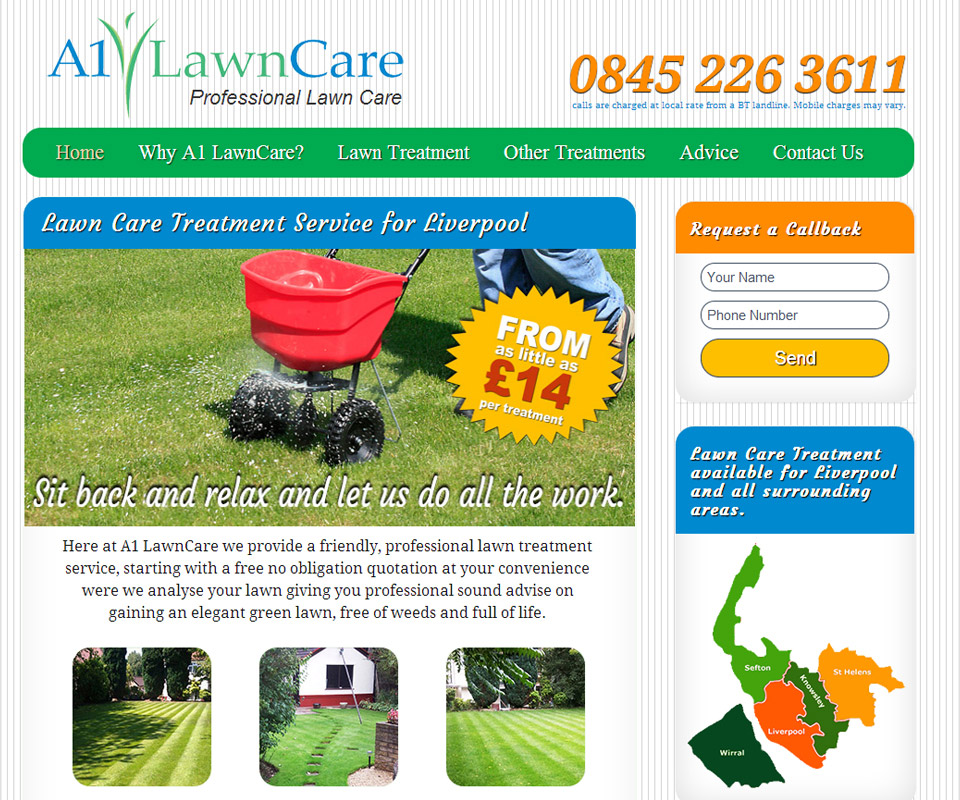 A1 LawnCare
Professional Lawn Care
0845 226 3611
calls are charged at local rate from a BT landline. Mobile charges may vary.
Home Why A1 LawnCare? Lawn Treatment Other Treatments Advice Contact Us
Lawn Care Treatment Service for Liverpool
FROM
as little as
£14
per treatment
Sit back and relax and let us do all the work.
Here at A1 LawnCare we provide a friendly, professional lawn treatment
service, starting with a free no obligation quotation at your convenience
were we analyse your lawn giving you professional sound advise on
gaining an elegant green lawn, free of weeds and full of life.
Request a Callback
Your Name
Phone Number
Send
Lawn Care Treatment
available for Liverpool
and all surrounding
areas.
Sefton
St Helens
Knowsley
Liverpool
Wirral